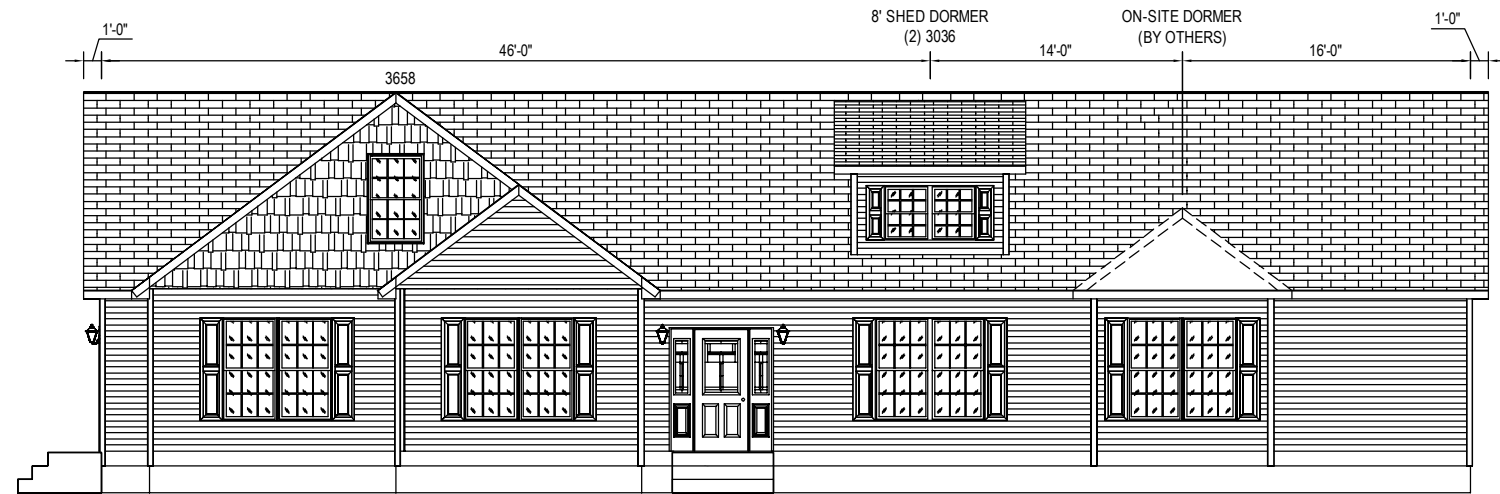 8' SHED DORMER
(2) 3036
ON-SITE DORMER
(BY OTHERS)
1'-0"
46'-0"
14'-0"
16'-0"
1'-0"
3658